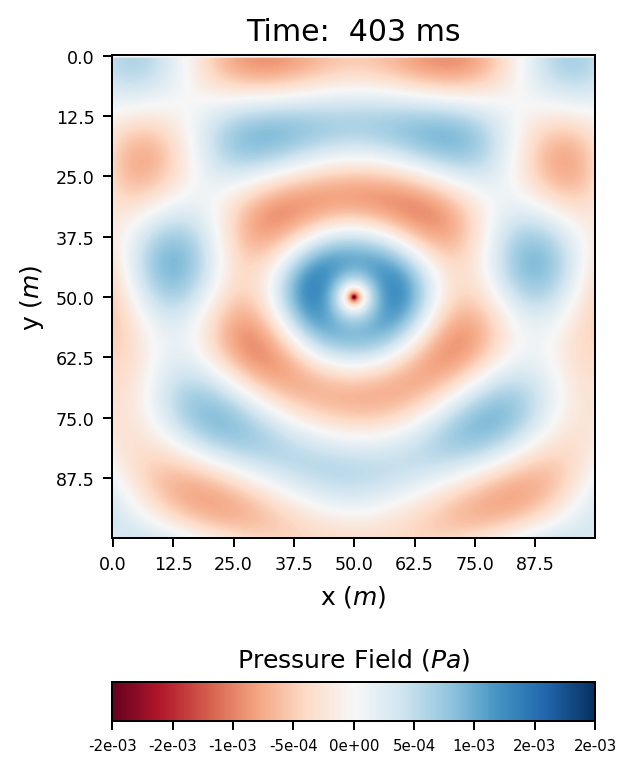 Time:  403 ms
0.0
12.5
25.0
37.5
50.0
62.5
75.0
87.5
y (m)
0.0 12.5 25.0 37.5 50.0 62.5 75.0 87.5
x (m)
Pressure Field (Pa)
-2e-03 -2e-03 -1e-03 -5e-04 0e+00 5e-04 1e-03 2e-03 2e-03